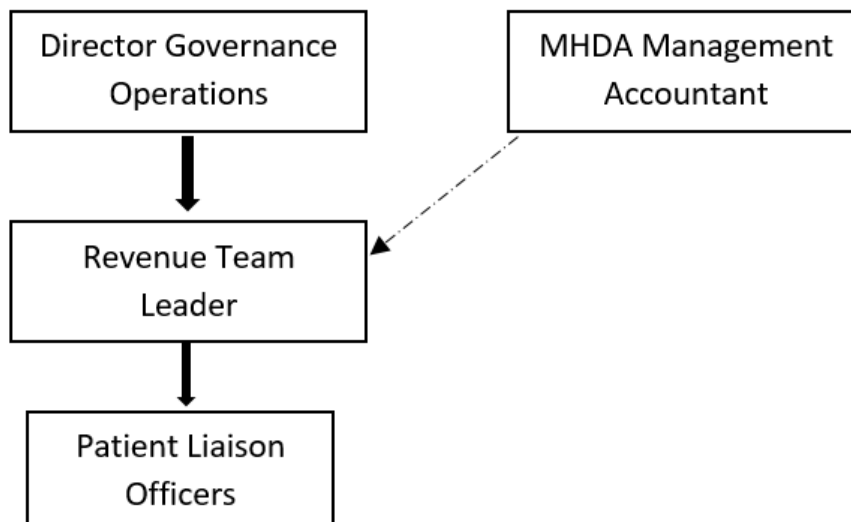 Director Governance
Operations
MHDA Management
Accountant
Revenue Team
Leader
Patient Liaison
Officers